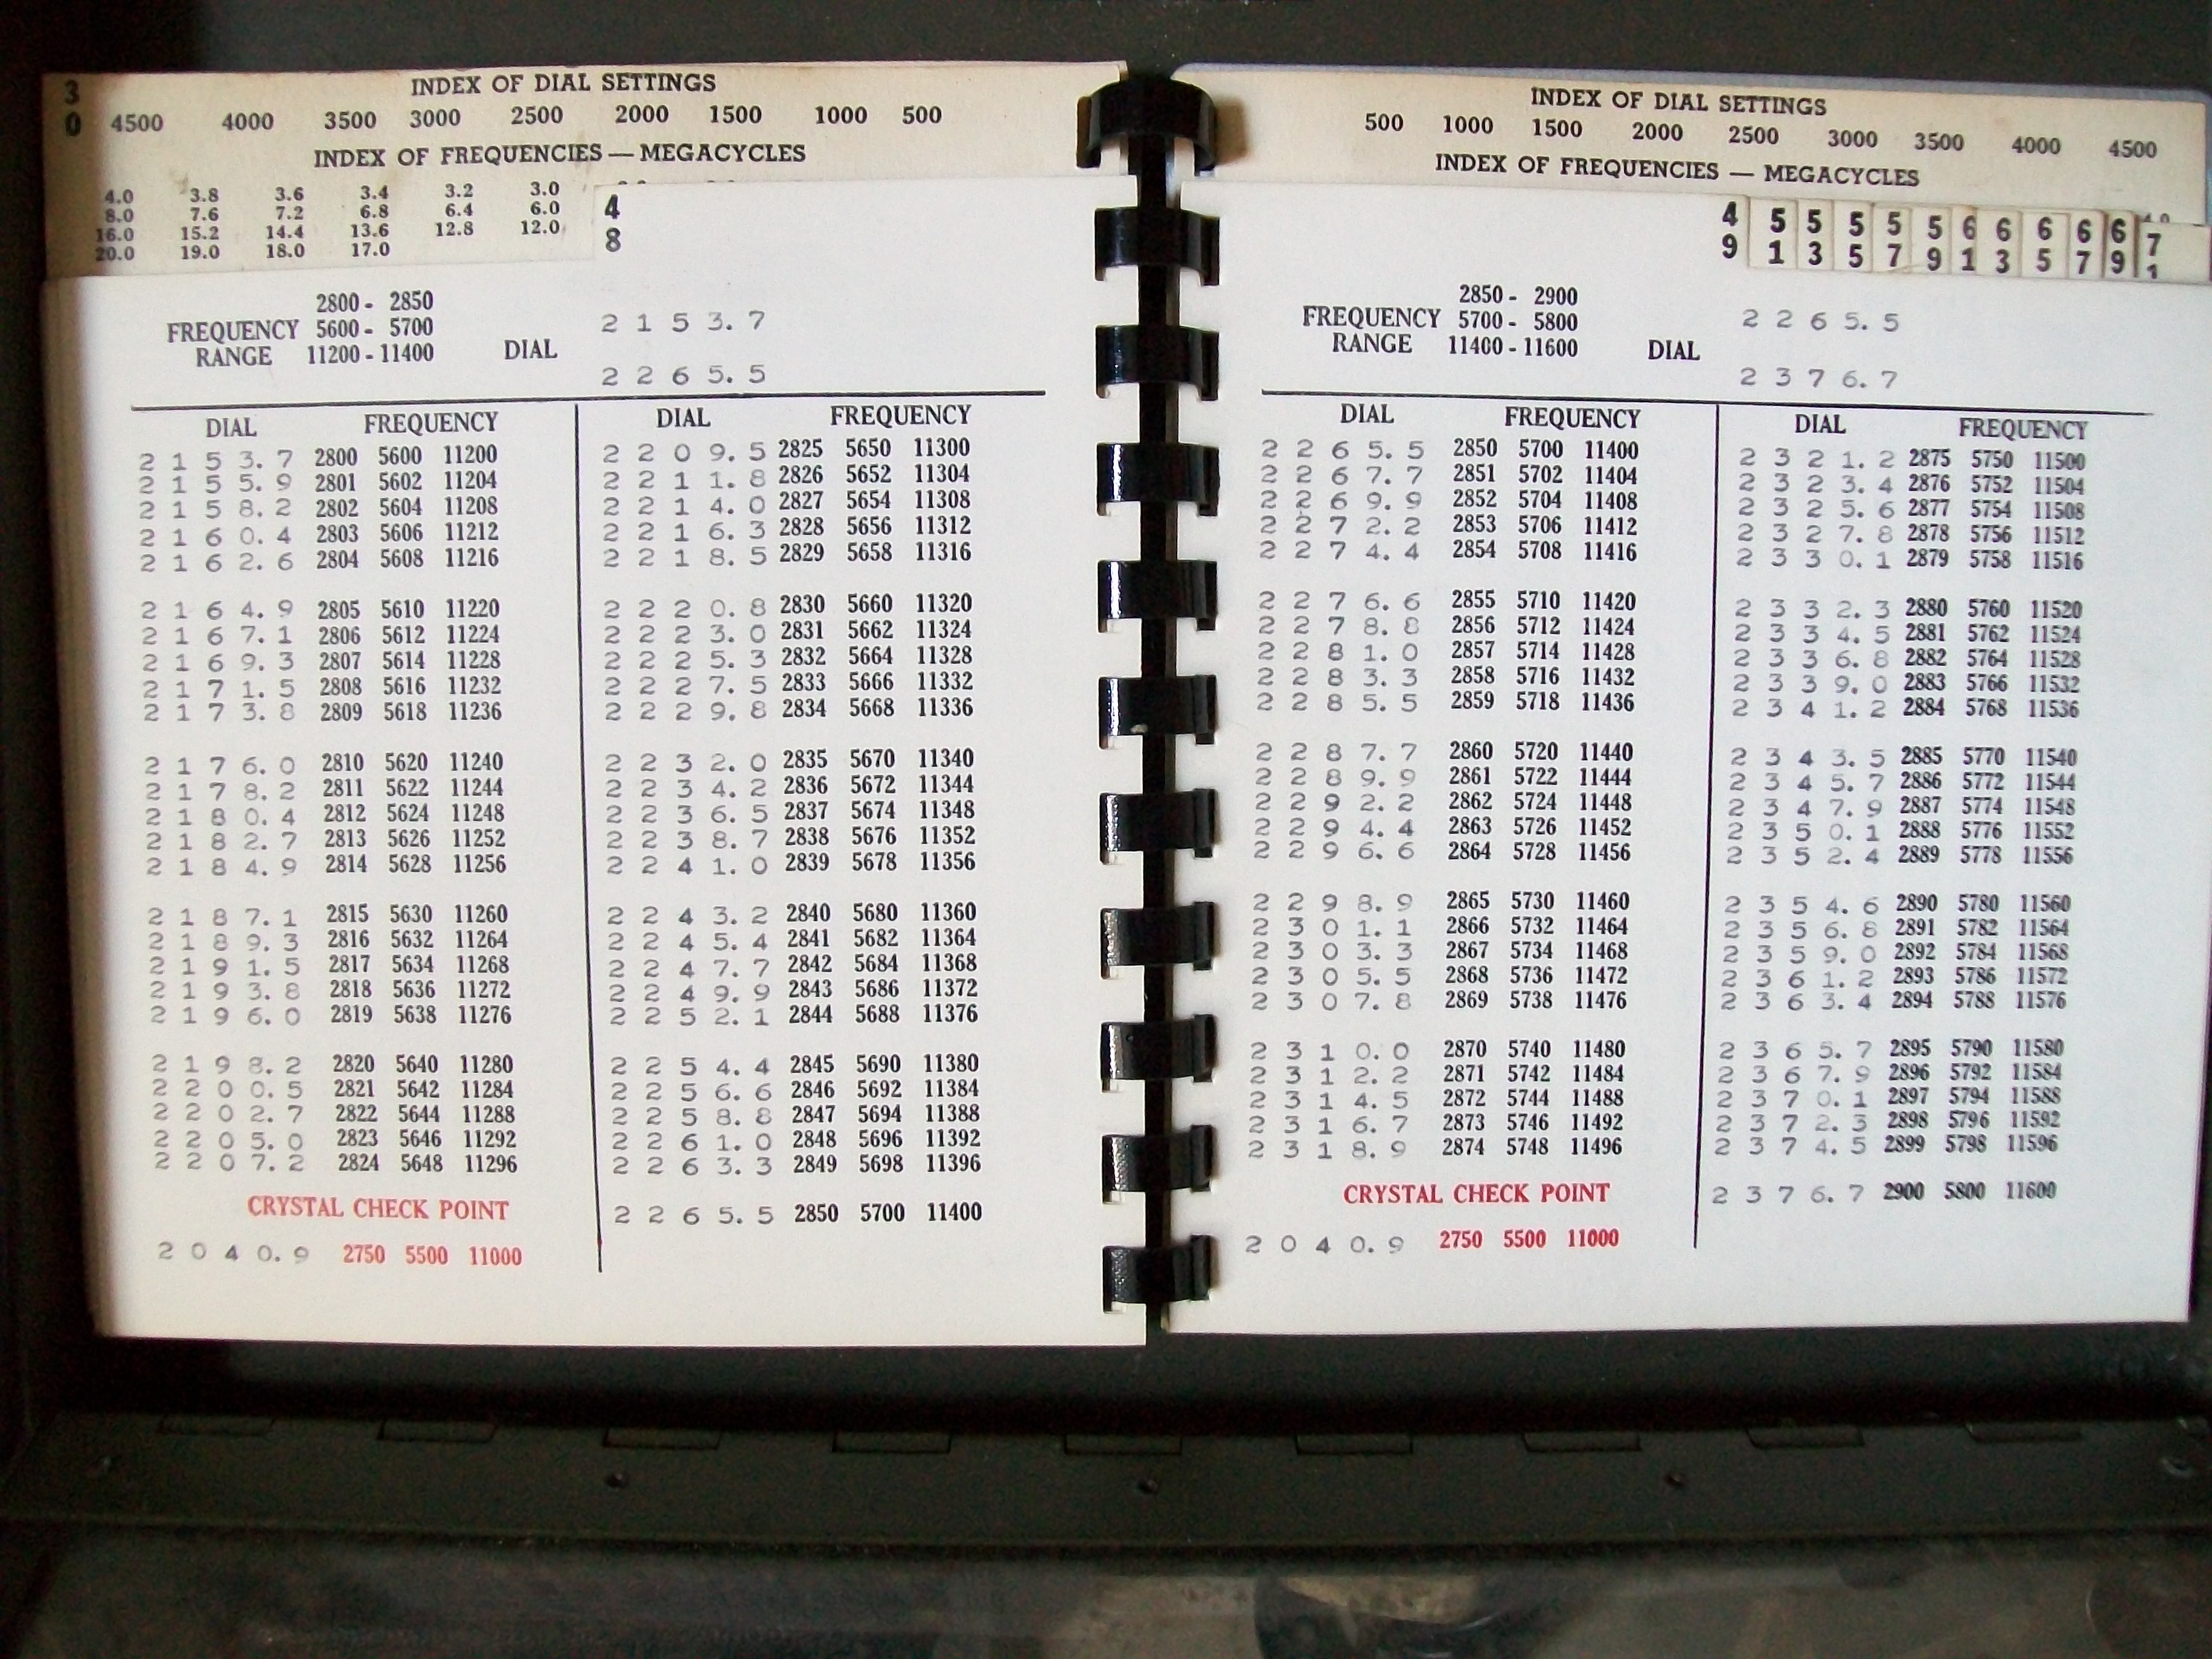 3
0
INDEX OF DIAL SETTINGS
4500 4000 3500 3000 2500 2000 1500 1000 500
INDEX OF FREQUENCIES — MEGACYCLES
4.0 3.8 3.6 3.4 3.2 3.0
8.0 7.6 7.2 6.8 6.4 6.0
16.0 15.2 14.4 13.6 12.8 12.0
20.0 19.0 18.0 17.0
4
8
FREQUENCY RANGE
2800 - 2850
5600 - 5700
11200 - 11400
DIAL
2153.7
2265.5
DIAL FREQUENCY
2153.7 2800 5600 11200
2155.9 2801 5602 11204
2158.2 2802 5604 11208
2160.4 2803 5606 11212
2162.6 2804 5608 11216
2164.9 2805 5610 11220
2167.1 2806 5612 11224
2169.3 2807 5614 11228
2171.5 2808 5616 11232
2173.8 2809 5618 11236
2176.0 2810 5620 11240
2178.2 2811 5622 11244
2180.4 2812 5624 11248
2182.7 2813 5626 11252
2184.9 2814 5628 11256
2187.1 2815 5630 11260
2189.3 2816 5632 11264
2191.5 2817 5634 11268
2193.8 2818 5636 11272
2196.0 2819 5638 11276
2198.2 2820 5640 11280
2200.5 2821 5642 11284
2202.7 2822 5644 11288
2205.0 2823 5646 11292
2207.2 2824 5648 11296
CRYSTAL CHECK POINT
2040.9 2750 5500 11000
DIAL FREQUENCY
2209.5 2825 5650 11300
2211.8 2826 5652 11304
2214.0 2827 5654 11308
2216.3 2828 5656 11312
2218.5 2829 5658 11316
2220.8 2830 5660 11320
2223.0 2831 5662 11324
2225.3 2832 5664 11328
2227.5 2833 5666 11332
2229.8 2834 5668 11336
2232.0 2835 5670 11340
2234.2 2836 5672 11344
2236.5 2837 5674 11348
2238.7 2838 5676 11352
2241.0 2839 5678 11356
2243.2 2840 5680 11360
2245.4 2841 5682 11364
2247.7 2842 5684 11368
2249.9 2843 5686 11372
2252.1 2844 5688 11376
2254.4 2845 5690 11380
2256.6 2846 5692 11384
2258.8 2847 5694 11388
2261.0 2848 5696 11392
2263.3 2849 5698 11396
2265.5 2850 5700 11400
INDEX OF DIAL SETTINGS
500 1000 1500 2000 2500 3000 3500 4000 4500
INDEX OF FREQUENCIES — MEGACYCLES
4 5 5 5 5 5 6 6 6 6 6 7
9 1 3 5 7 9 1 3 5 7 9 1
FREQUENCY RANGE
2850 - 2900
5700 - 5800
11400 - 11600
DIAL
2265.5
2376.7
DIAL FREQUENCY
2265.5 2850 5700 11400
2267.7 2851 5702 11404
2269.9 2852 5704 11408
2272.2 2853 5706 11412
2274.4 2854 5708 11416
2276.6 2855 5710 11420
2278.8 2856 5712 11424
2281.0 2857 5714 11428
2283.3 2858 5716 11432
2285.5 2859 5718 11436
2287.7 2860 5720 11440
2289.9 2861 5722 11444
2292.2 2862 5724 11448
2294.4 2863 5726 11452
2296.6 2864 5728 11456
2298.9 2865 5730 11460
2301.1 2866 5732 11464
2303.3 2867 5734 11468
2305.5 2868 5736 11472
2307.8 2869 5738 11476
2310.0 2870 5740 11480
2312.2 2871 5742 11484
2314.5 2872 5744 11488
2316.7 2873 5746 11492
2318.9 2874 5748 11496
CRYSTAL CHECK POINT
2040.9 2750 5500 11000
DIAL FREQUENCY
2321.2 2875 5750 11500
2323.4 2876 5752 11504
2325.6 2877 5754 11508
2327.8 2878 5756 11512
2330.1 2879 5758 11516
2332.3 2880 5760 11520
2334.5 2881 5762 11524
2336.8 2882 5764 11528
2339.0 2883 5766 11532
2341.2 2884 5768 11536
2343.5 2885 5770 11540
2345.7 2886 5772 11544
2347.9 2887 5774 11548
2350.1 2888 5776 11552
2352.4 2889 5778 11556
2354.6 2890 5780 11560
2356.8 2891 5782 11564
2359.0 2892 5784 11568
2361.2 2893 5786 11572
2363.4 2894 5788 11576
2365.7 2895 5790 11580
2367.9 2896 5792 11584
2370.1 2897 5794 11588
2372.3 2898 5796 11592
2374.5 2899 5798 11596
2376.7 2900 5800 11600